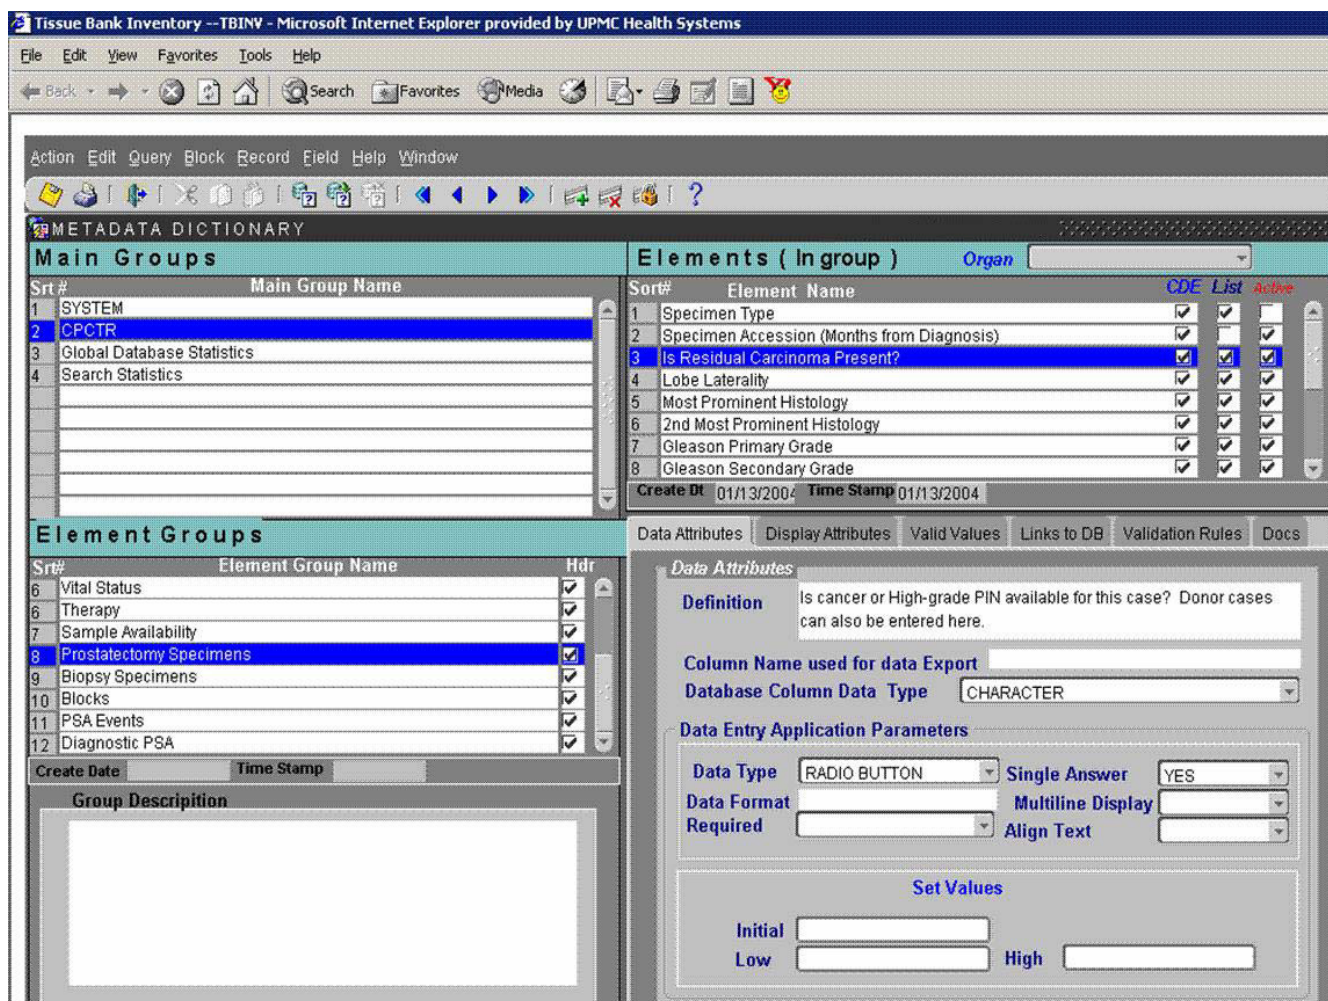 Tissue Bank Inventory --TBINV - Microsoft Internet Explorer provided by UPMC Health Systems
File Edit View Favorites Tools Help
Back Search Favorites Media
Action Edit Query Block Record Field Help Window
METADATA DICTIONARY
Main Groups
Srt # Main Group Name
1 SYSTEM
2 CPCTR
3 Global Database Statistics
4 Search Statistics
Elements ( In group ) Organ
Sort# Element Name CDE List Active
1 Specimen Type
2 Specimen Accession (Months from Diagnosis)
3 Is Residual Carcinoma Present?
4 Lobe Laterality
5 Most Prominent Histology
6 2nd Most Prominent Histology
7 Gleason Primary Grade
8 Gleason Secondary Grade
Create Dt 01/13/2004 Time Stamp 01/13/2004
Element Groups
Srt# Element Group Name Hdr
6 Vital Status
6 Therapy
7 Sample Availability
8 Prostatectomy Specimens
9 Biopsy Specimens
10 Blocks
11 PSA Events
12 Diagnostic PSA
Create Date Time Stamp
Group Descripition
Data Attributes Display Attributes Valid Values Links to DB Validation Rules Docs
Data Attributes
Definition Is cancer or High-grade PIN available for this case? Donor cases
can also be entered here.
Column Name used for data Export
Database Column Data Type CHARACTER
Data Entry Application Parameters
Data Type RADIO BUTTON Single Answer YES
Data Format Multiline Display
Required Align Text
Set Values
Initial
Low High